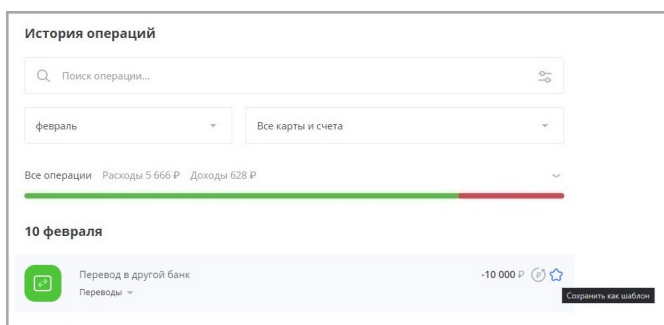 История операций
Поиск операции...
февраль
Все карты и счета
Все операции Расходы 5 666 ₽ Доходы 628 ₽
10 февраля
Перевод в другой банк
-10 000 ₽
Переводы
Сохранить как шаблон